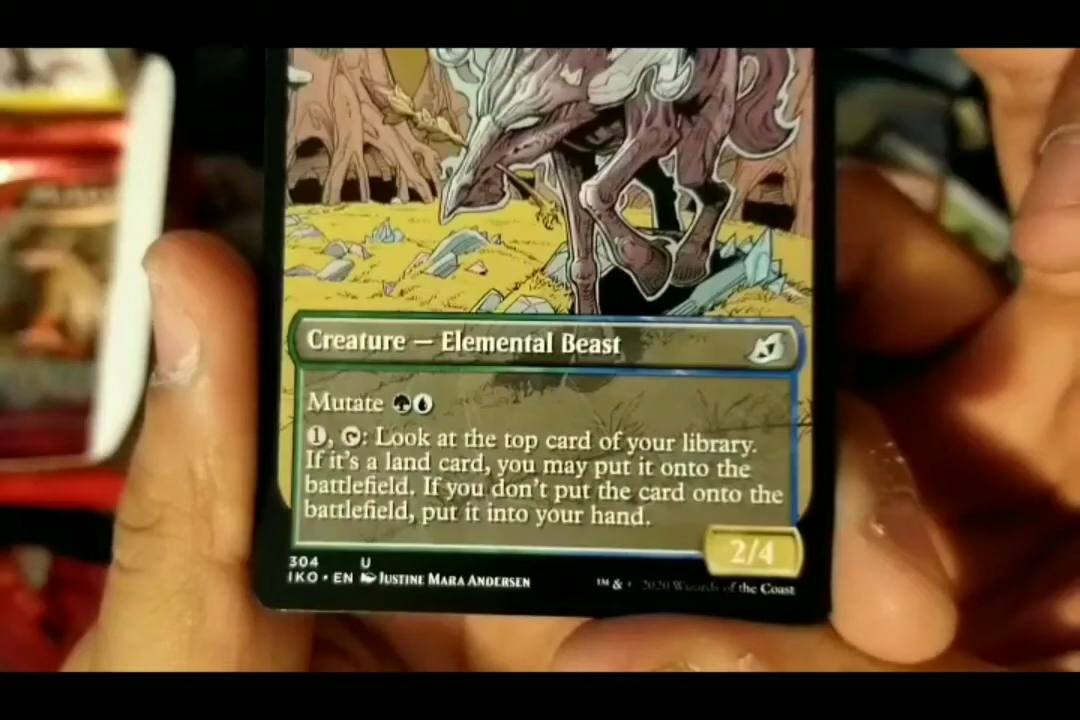 Creature — Elemental Beast
Mutate
1, : Look at the top card of your library.
If it's a land card, you may put it onto the
battlefield. If you don't put the card onto the
battlefield, put it into your hand.
2/4
304 U
IKO • EN Justine Mara Andersen
™ & 2020 Wizards of the Coast